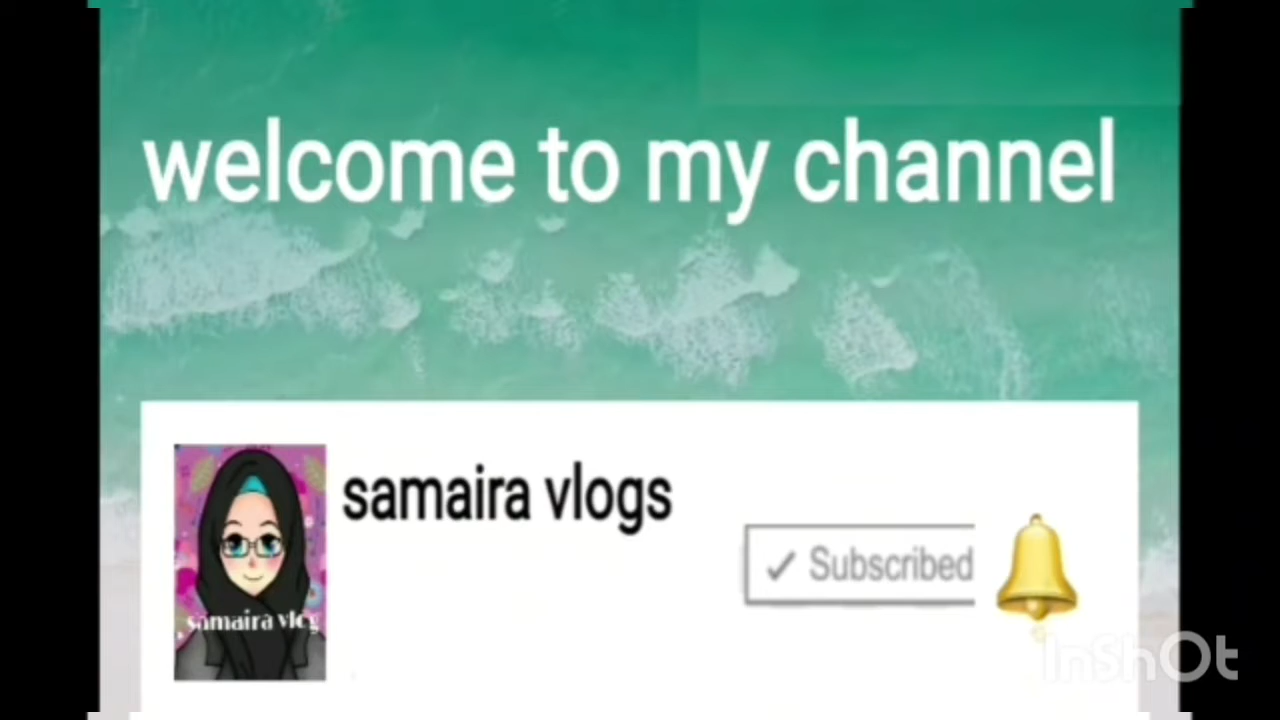 welcome to my channel
samaira vlogs
✓ Subscribed
samaira vlog
InShOt